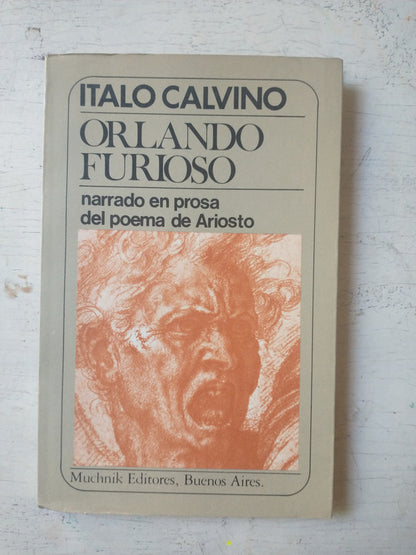 ITALO CALVINO
ORLANDO
FURIOSO
narrado en prosa
del poema de Ariosto
Muchnik Editores, Buenos Aires.